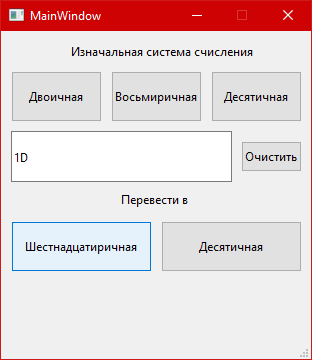 MainWindow
Изначальная система счисления
Двоичная Восьмиричная Десятичная
1D Очистить
Перевести в
Шестнадцатиричная Десятичная